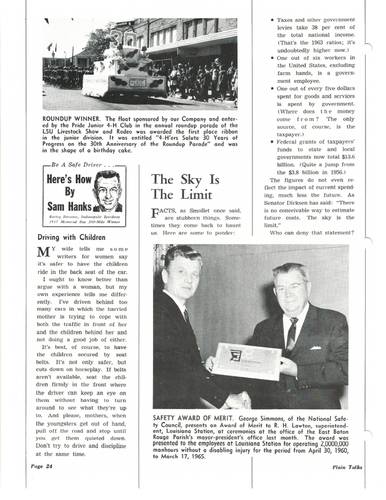 ROUNDUP WINNER. The float sponsored by our Company and enter-
ed by the Pride Junior 4-H Club in the annual roundup parade of the
LSU Livestock Show and Rodeo was awarded the first place ribbon
in the junior division. It was entitled "4-H'ers Salute 30 Years of
Progress on the 30th Anniversary of the Roundup Parade" and was
in the shape of a birthday cake.
Be A Safe Driver . . .
Here's How
By
Sam Hanks
Racing Director, Indianapolis Speedway
1957 Memorial Day 500-Mile Winner
Driving with Children
MY wife tells me some
writers for women say
it's safer to have the children
ride in the back seat of the car.
I ought to know better than
argue with a woman, but my
own experience tells me differ-
ently. I've driven behind too
many cars in which the harried
mother is trying to cope with
both the traffic in front of her
and the children behind her and
not doing a good job of either.
It's best, of course, to have
the children secured by seat
belts. It's not only safer, but
cuts down on horseplay. If belts
aren't available, seat the chil-
dren firmly in the front where
the driver can keep an eye on
them without having to turn
around to see what they're up
to. And please, mothers, when
the youngsters get out of hand,
pull off the road and stop until
you get them quieted down.
Don't try to drive and discipline
at the same time.
The Sky Is
The Limit
FACTS, as Smollet once said,
are stubborn things. Some-
times they come back to haunt
us. Here are some to ponder:
• Taxes and other government
levies take 38 per cent of
the total national income.
(That's the 1963 ratios; it's
undoubtedly higher now.)
• One out of six workers in
the United States, excluding
farm hands, is a govern-
ment employee.
• One out of every five dollars
spent for goods and services
is spent by government.
(Where does the money
come from? The only
source, of course, is the
taxpayer.)
• Federal grants of taxpayers'
funds to state and local
governments now total $13.6
billion. (Quite a jump from
the $3.8 billion in 1956.)
The figures do not even re-
flect the impact of current spend-
ing, much less the future. As
Senator Dirksen has said: "There
is no conceivable way to estimate
future costs. The sky is the
limit."
Who can deny that statement?
SAFETY AWARD OF MERIT. George Simmons, of the National Safe-
ty Council, presents an Award of Merit to R. H. Lawton, superintend-
ent, Louisiana Station, at ceremonies at the office of the East Baton
Rouge Parish's mayor-president's office last month. The award was
presented to the employees at Louisiana Station for operating 2,000,000
manhours without a disabling injury for the period from April 30, 1960,
to March 17, 1965.
Page 24
Plain Talks